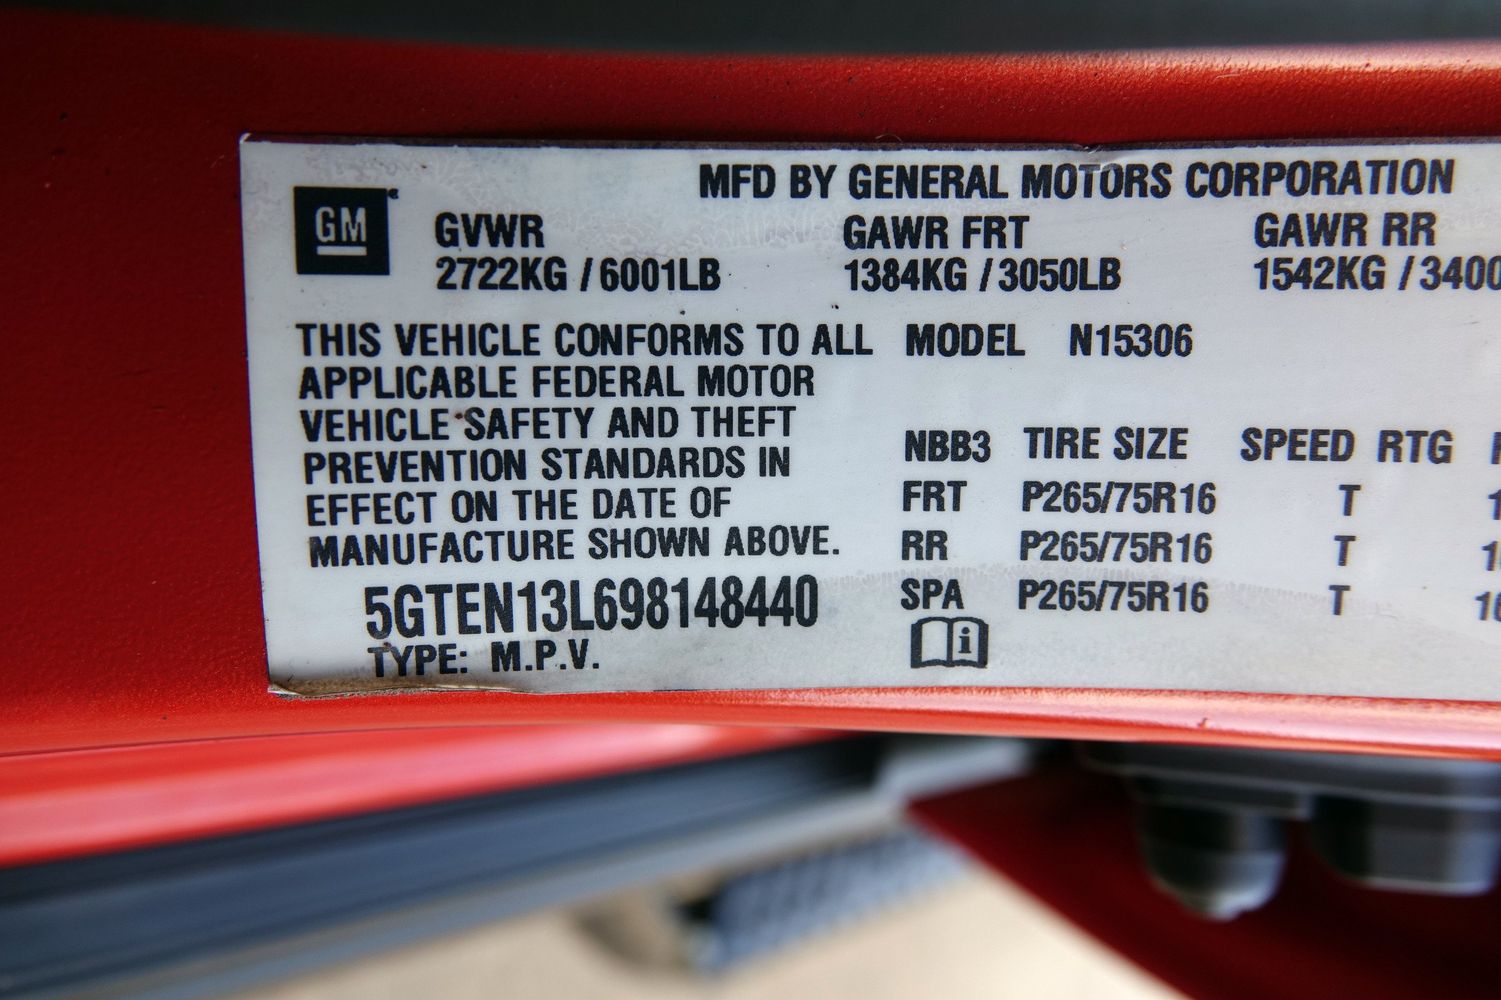 MFD BY GENERAL MOTORS CORPORATION
GM
GVWR GAWR FRT GAWR RR
2722KG / 6001LB 1384KG / 3050LB 1542KG / 3400
THIS VEHICLE CONFORMS TO ALL
APPLICABLE FEDERAL MOTOR
VEHICLE SAFETY AND THEFT
PREVENTION STANDARDS IN
EFFECT ON THE DATE OF
MANUFACTURE SHOWN ABOVE.
5GTEN13L698148440
TYPE: M.P.V.
MODEL N15306
NBB3 TIRE SIZE SPEED RTG
FRT P265/75R16 T
RR P265/75R16 T
SPA P265/75R16 T